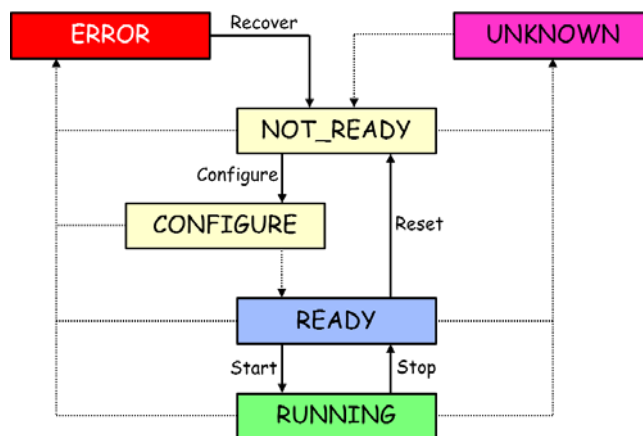 ERROR
Recover
UNKNOWN
NOT_READY
Configure
CONFIGURE
Reset
READY
Start
Stop
RUNNING